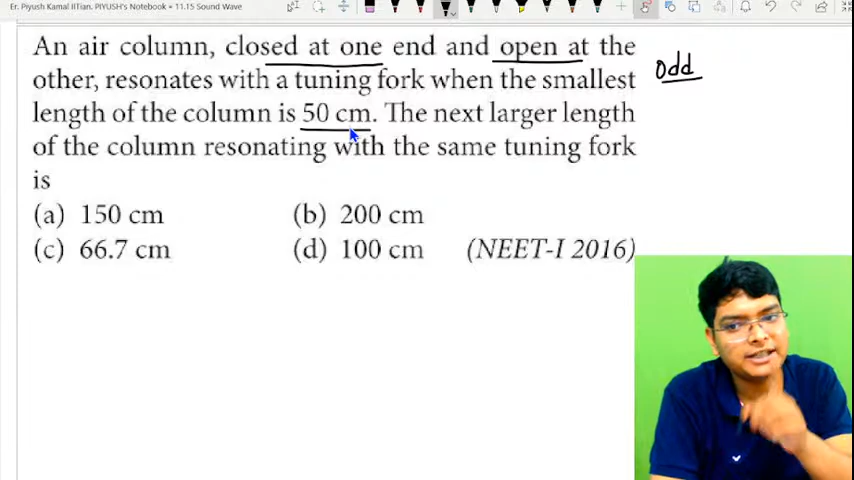 Er. Piyush Kamal IITian. PIYUSH's Notebook » 11.15 Sound Wave
An air column, closed at one end and open at the
other, resonates with a tuning fork when the smallest
length of the column is 50 cm. The next larger length
of the column resonating with the same tuning fork
is
(a) 150 cm (b) 200 cm
(c) 66.7 cm (d) 100 cm (NEET-I 2016)
odd